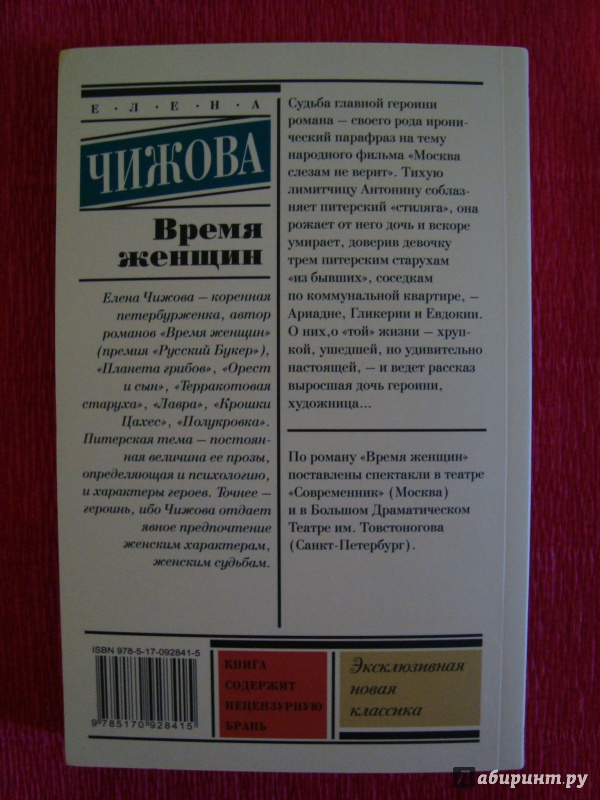 Е·Л·Е·Н·А
ЧИЖОВА
Время
женщин
Елена Чижова – коренная
петербурженка, автор
романов «Время женщин»
(премия «Русский Букер»),
«Планета грибов», «Орест
и сын», «Терракотовая
старуха», «Лавра», «Крошки
Цахес», «Полукровка».
Питерская тема – постоян-
ная величина ее прозы,
определяющая и психологию,
и характеры героев. Точнее –
героинь, ибо Чижова отдает
явное предпочтение
женским характерам,
женским судьбам.
Судьба главной героини
романа – своего рода ирони-
ческий парафраз на тему
народного фильма «Москва
слезам не верит». Тихую
лимитчицу Антонину соблаз-
няет питерский «стиляга», она
рожает от него дочь и вскоре
умирает, доверив девочку
трем питерским старухам
«из бывших», соседкам
по коммунальной квартире, –
Ариадне, Гликерии и Евдокии.
О них,о «той» жизни – хруп-
кой, ушедшей, но удивительно
настоящей, – и ведет рассказ
выросшая дочь героини,
художница...
По роману «Время женщин»
поставлены спектакли в театре
«Современник» (Москва)
и в Большом Драматическом
Театре им. Товстоногова
(Санкт-Петербург).
ISBN 978-5-17-092841-5
9785170928415
КНИГА
СОДЕРЖИТ
НЕЦЕНЗУРНУЮ
БРАНЬ
Эксклюзивная
новая
классика
лабиринт.ру